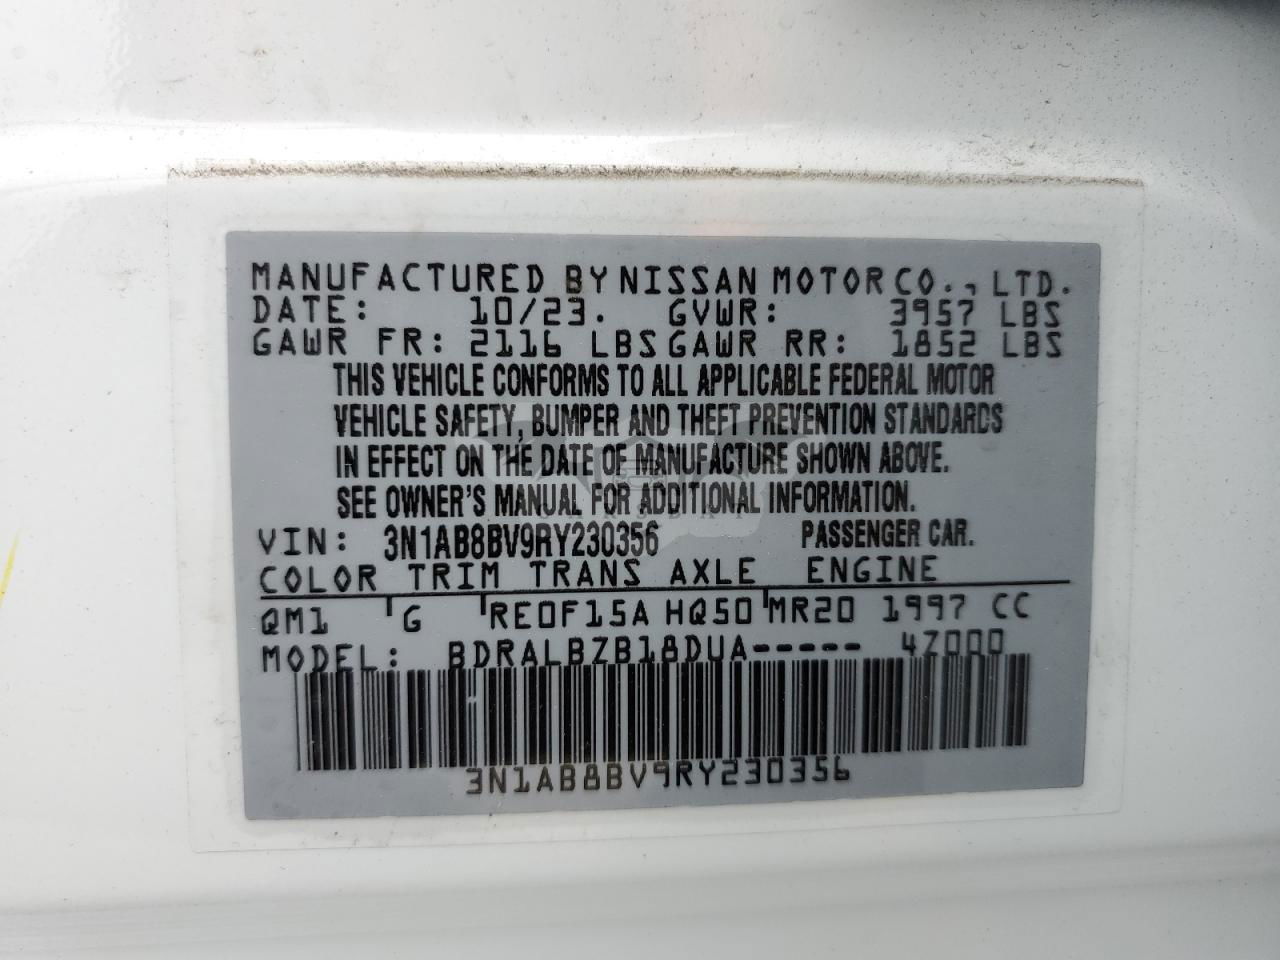 MANUFACTURED BY NISSAN MOTOR CO., LTD.
DATE: 10/23. GVWR: 3957 LBS
GAWR FR: 2116 LBS GAWR RR: 1852 LBS
THIS VEHICLE CONFORMS TO ALL APPLICABLE FEDERAL MOTOR
VEHICLE SAFETY, BUMPER AND THEFT PREVENTION STANDARDS
IN EFFECT ON THE DATE OF MANUFACTURE SHOWN ABOVE.
SEE OWNER'S MANUAL FOR ADDITIONAL INFORMATION.
VIN: 3N1AB8BV9RY230356 PASSENGER CAR.
COLOR TRIM TRANS AXLE ENGINE
QM1 G RE0F15A HQ50 MR20 1997 CC
MODEL: BDRALBZB18DUA----- 4Z000
3N1AB8BV9RY230356